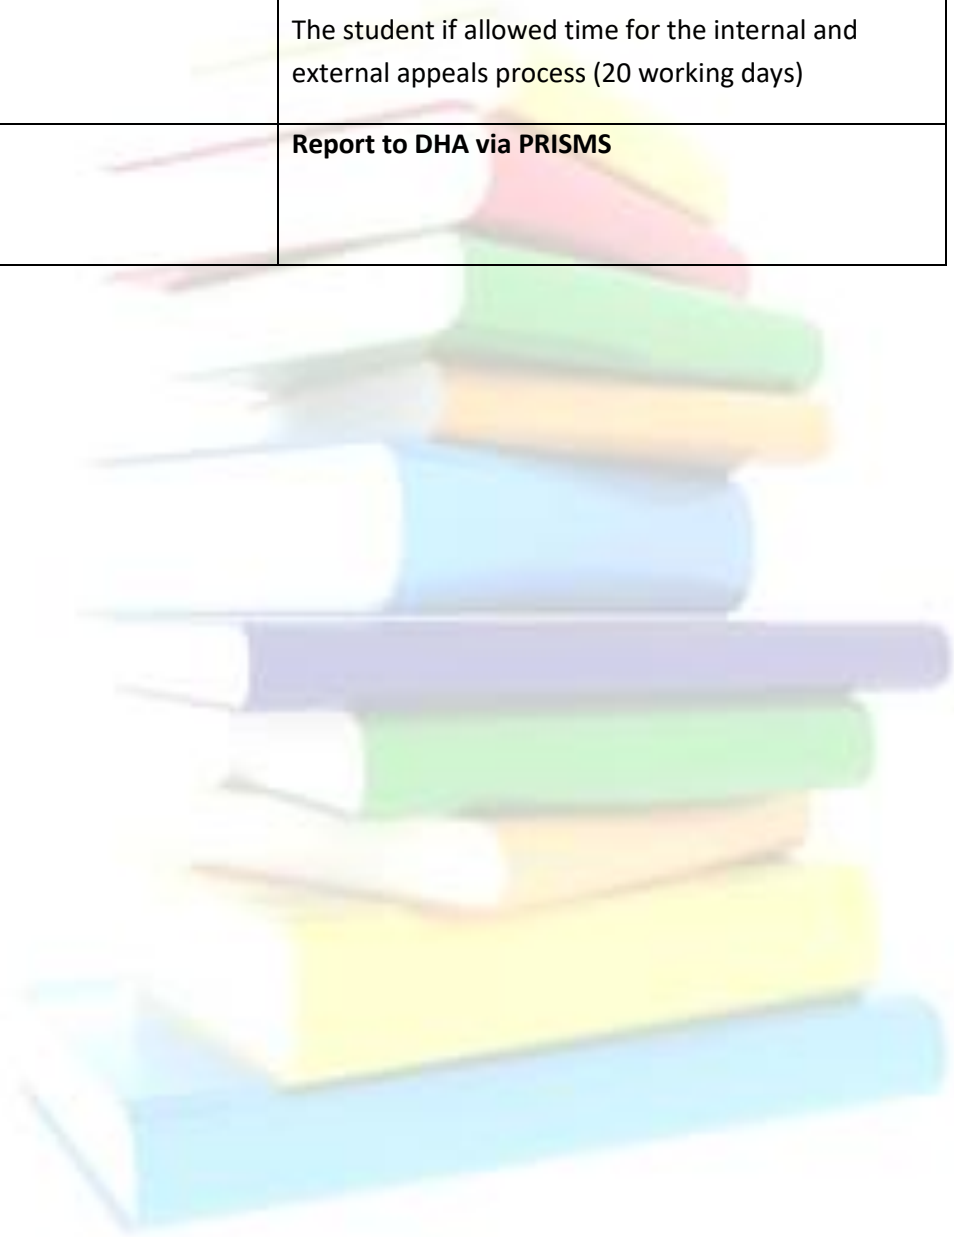 The student if allowed time for the internal and
external appeals process (20 working days)
Report to DHA via PRISMS